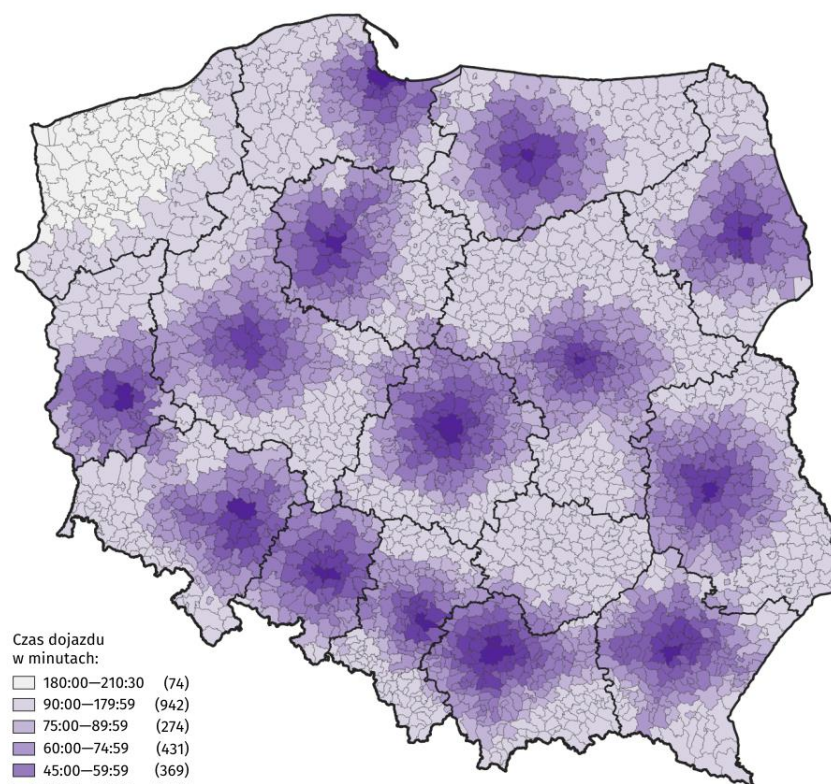 Czas dojazdu
w minutach:
180:00—210:30 (74)
90:00—179:59 (942)
75:00—89:59 (274)
60:00—74:59 (431)
45:00—59:59 (369)